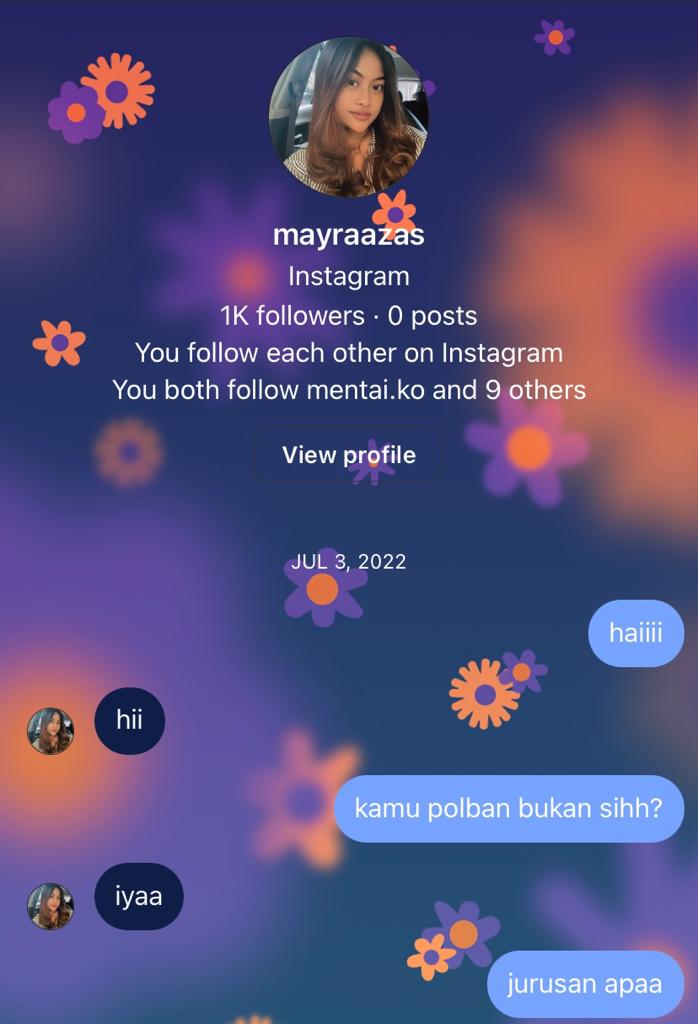 mayraazas
Instagram
1K followers · 0 posts
You follow each other on Instagram
You both follow mentai.ko and 9 others
View profile
JUL 3, 2022
haiiii
hii
kamu polban bukan sihh?
iyaa
jurusan apaa